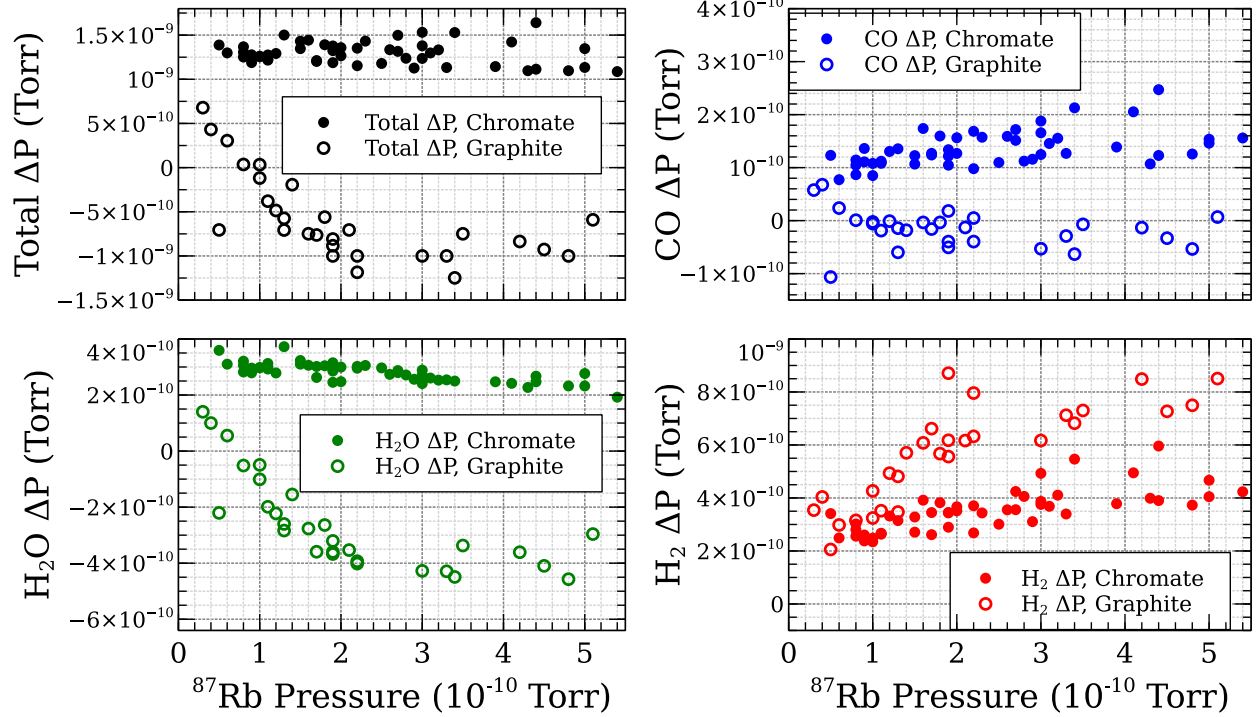 Total ΔP (Torr)
1.5×10⁻⁹
10⁻⁹
5×10⁻¹⁰
0
−5×10⁻¹⁰
−1×10⁻⁹
−1.5×10⁻⁹
Total ΔP, Chromate
Total ΔP, Graphite
CO ΔP (Torr)
4×10⁻¹⁰
2×10⁻¹⁰
10⁻¹⁰
0
−1×10⁻¹⁰
CO ΔP, Chromate
CO ΔP, Graphite
H₂O ΔP (Torr)
4×10⁻¹⁰
2×10⁻¹⁰
0
−2×10⁻¹⁰
−4×10⁻¹⁰
−6×10⁻¹⁰
H₂O ΔP, Chromate
H₂O ΔP, Graphite
0 1 2 3 4 5
⁸⁷Rb Pressure (10⁻¹⁰ Torr)
H₂ ΔP (Torr)
10⁻⁹
8×10⁻¹⁰
6×10⁻¹⁰
4×10⁻¹⁰
2×10⁻¹⁰
0
H₂ ΔP, Chromate
H₂ ΔP, Graphite
0 1 2 3 4 5
⁸⁷Rb Pressure (10⁻¹⁰ Torr)